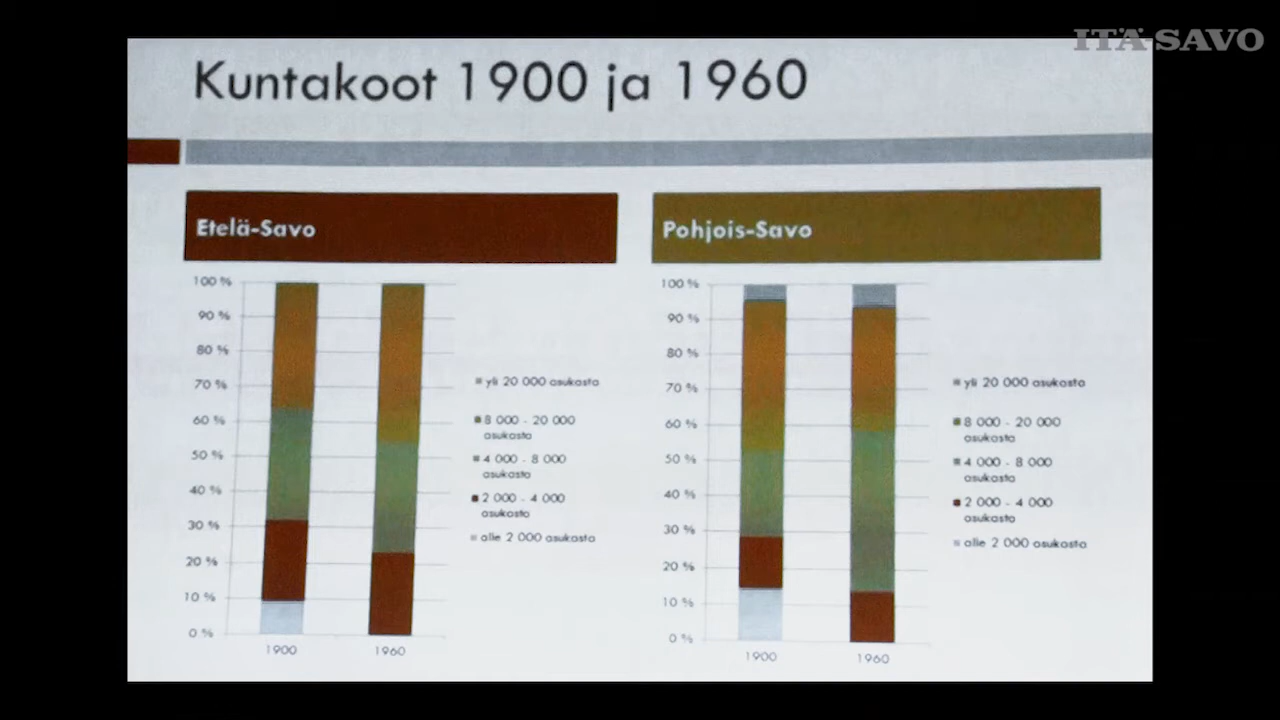 ITÄ-SAVO
Kuntakoot 1900 ja 1960
Etelä-Savo
100 %
90 %
80 %
70 %
60 %
50 %
40 %
30 %
20 %
10 %
0 %
1900
1960
yli 20 000 asukasta
8 000 - 20 000
asukasta
4 000 - 8 000
asukasta
2 000 - 4 000
asukasta
alle 2 000 asukasta
Pohjois-Savo
100 %
90 %
80 %
70 %
60 %
50 %
40 %
30 %
20 %
10 %
0 %
1900
1960
yli 20 000 asukasta
8 000 - 20 000
asukasta
4 000 - 8 000
asukasta
2 000 - 4 000
asukasta
alle 2 000 asukasta